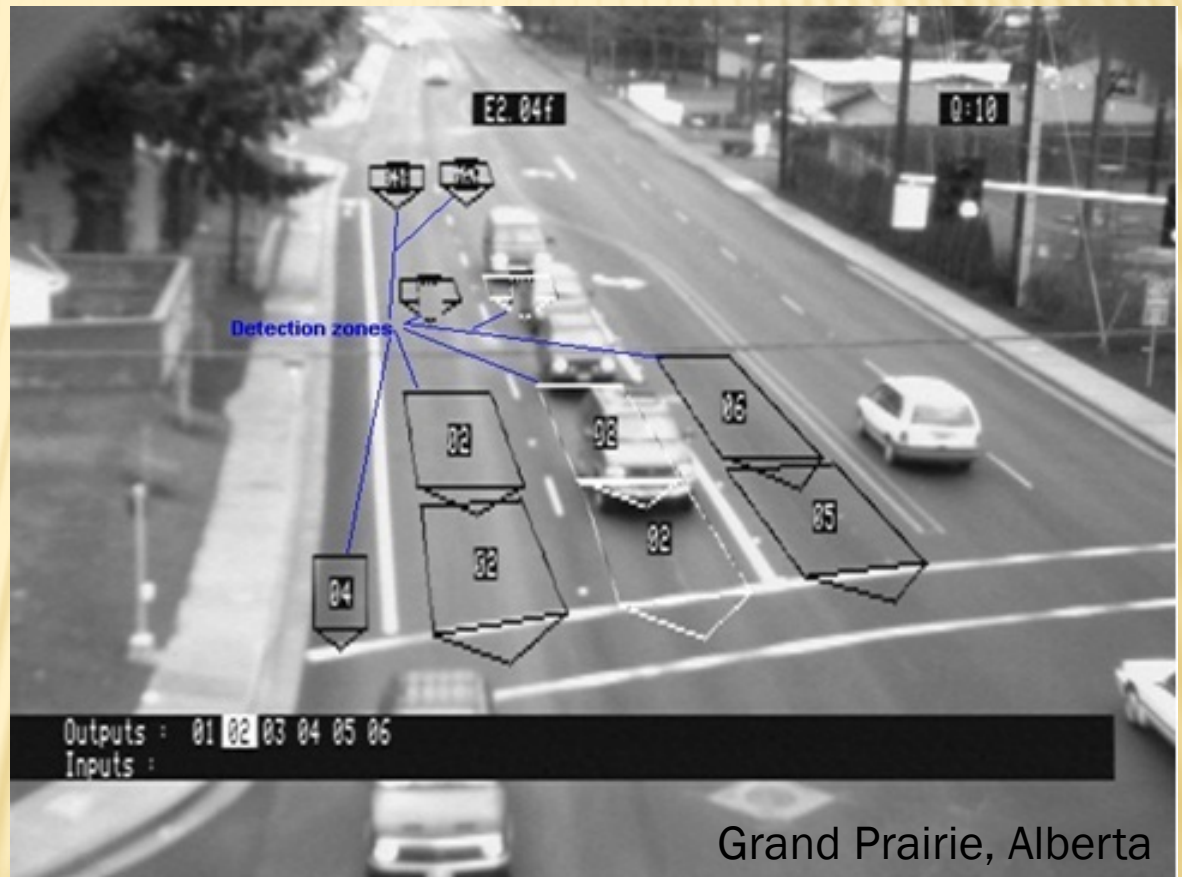 E2.04f
Q:10
Detection zones
02
02
06
02
02
05
04
Outputs : 01 02 03 04 05 06
Inputs :
Grand Prairie, Alberta